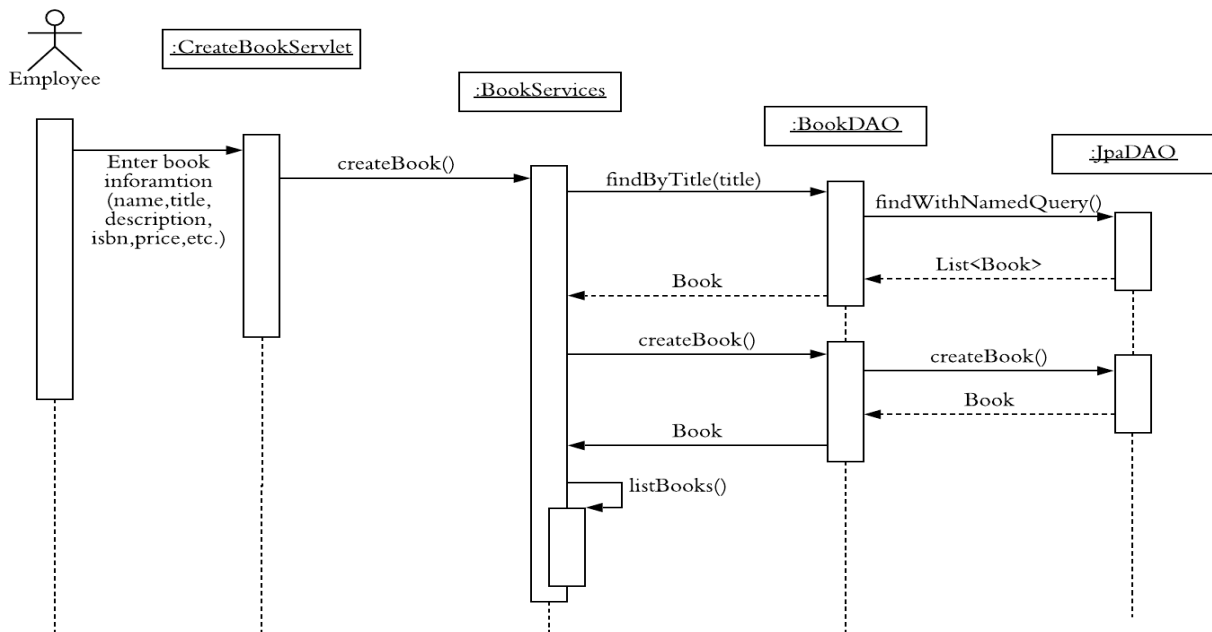 Employee
:CreateBookServlet
:BookServices
:BookDAO
:JpaDAO
Enter book
inforamtion
(name,title,
description,
isbn,price,etc.)
createBook()
findByTitle(title)
findWithNamedQuery()
List<Book>
Book
createBook()
createBook()
Book
Book
listBooks()